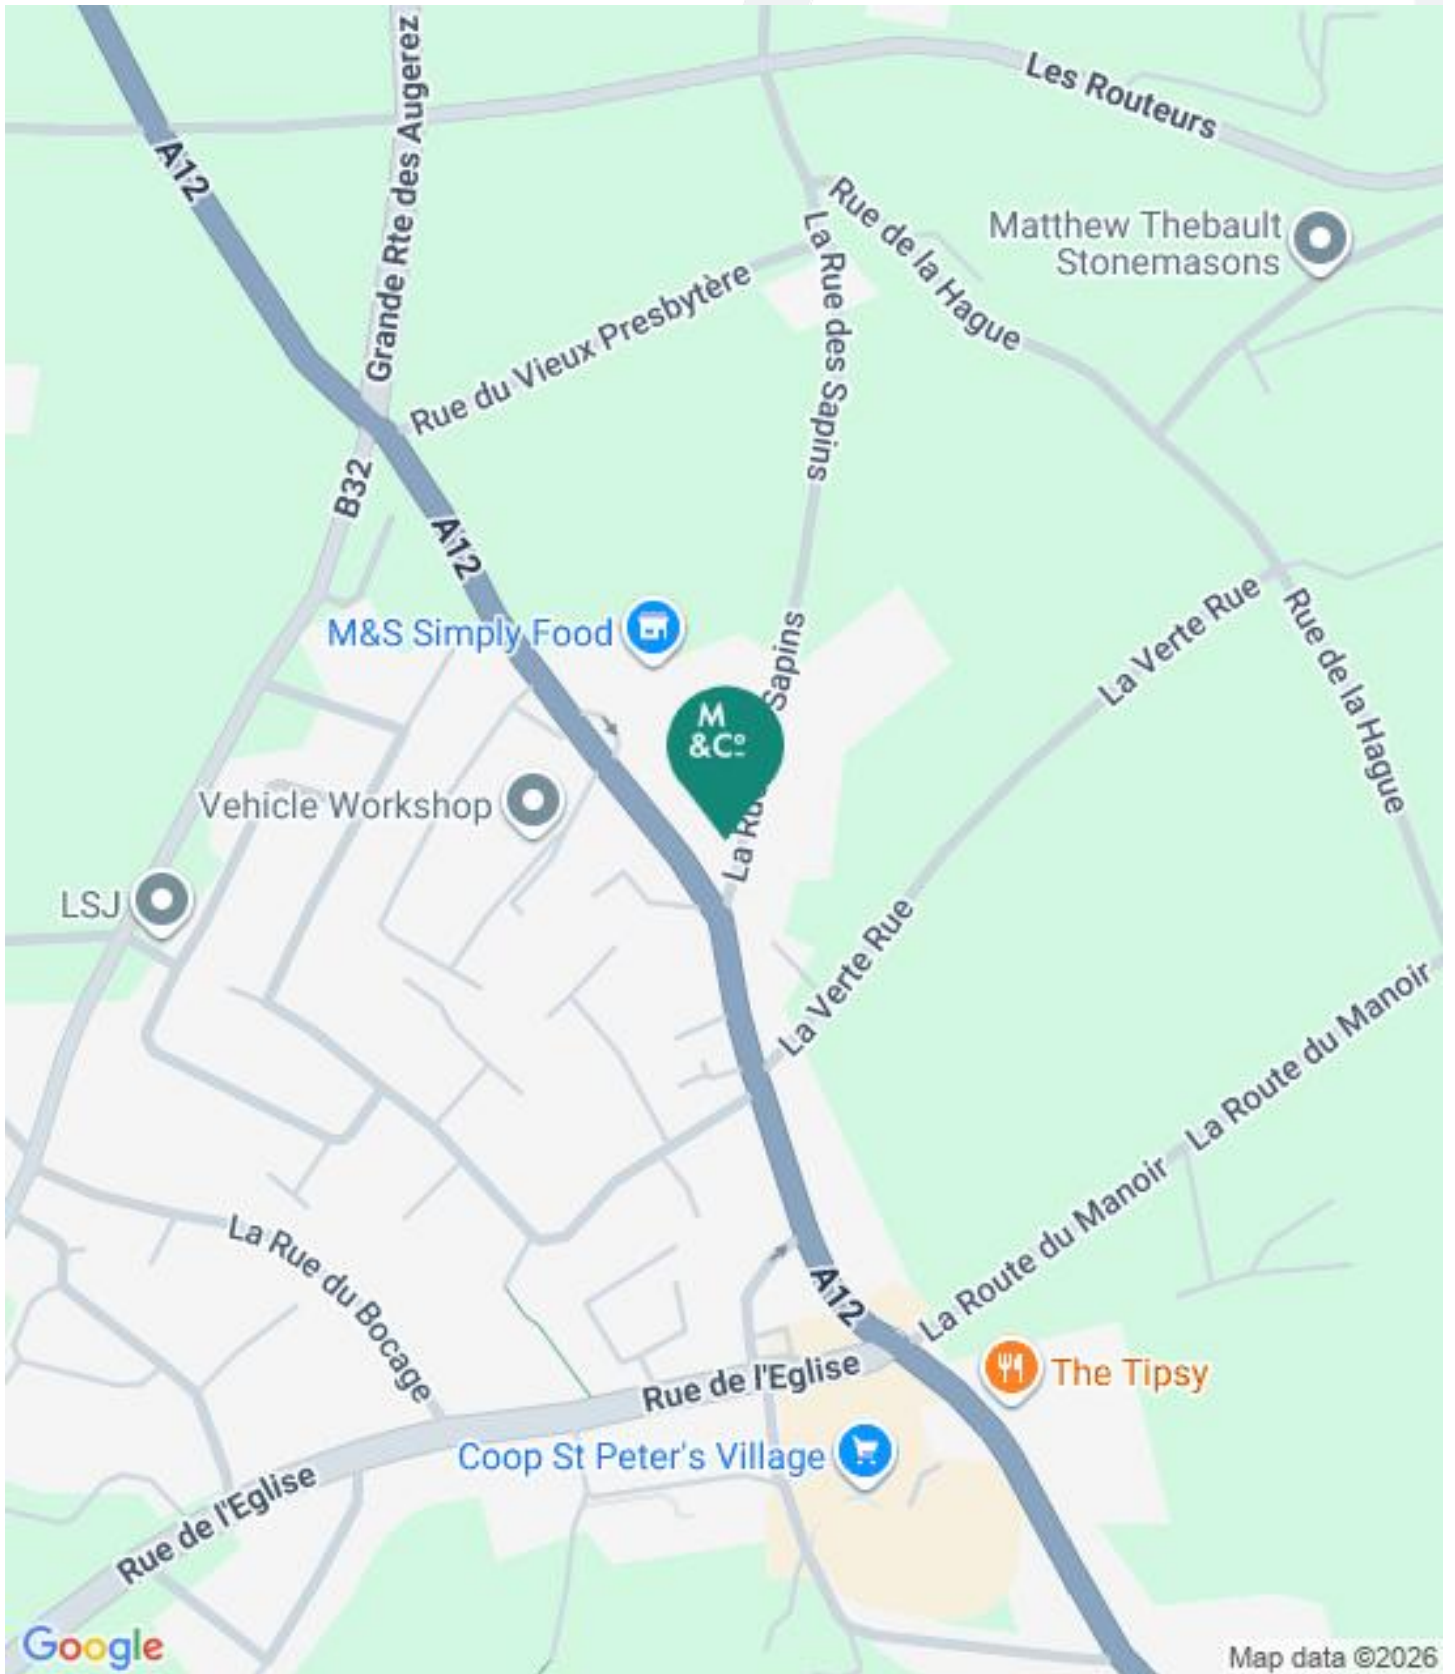 Grande Rte des Augerez
Les Routeurs
A12
Rue de la Hague
La Rue des Sapins
Matthew Thebault
Stonemasons
Rue du Vieux Presbytère
B32
A12
M&S Simply Food
Sapins
La Verte Rue
Rue de la Hague
M
&Cº
La Rue
Vehicle Workshop
LSJ
La Verte Rue
La Route du Manoir
La Route du Manoir
La Rue du Bocage
A12
Rue de l'Eglise
The Tipsy
Coop St Peter's Village
Rue de l'Eglise
Google
Map data ©2026